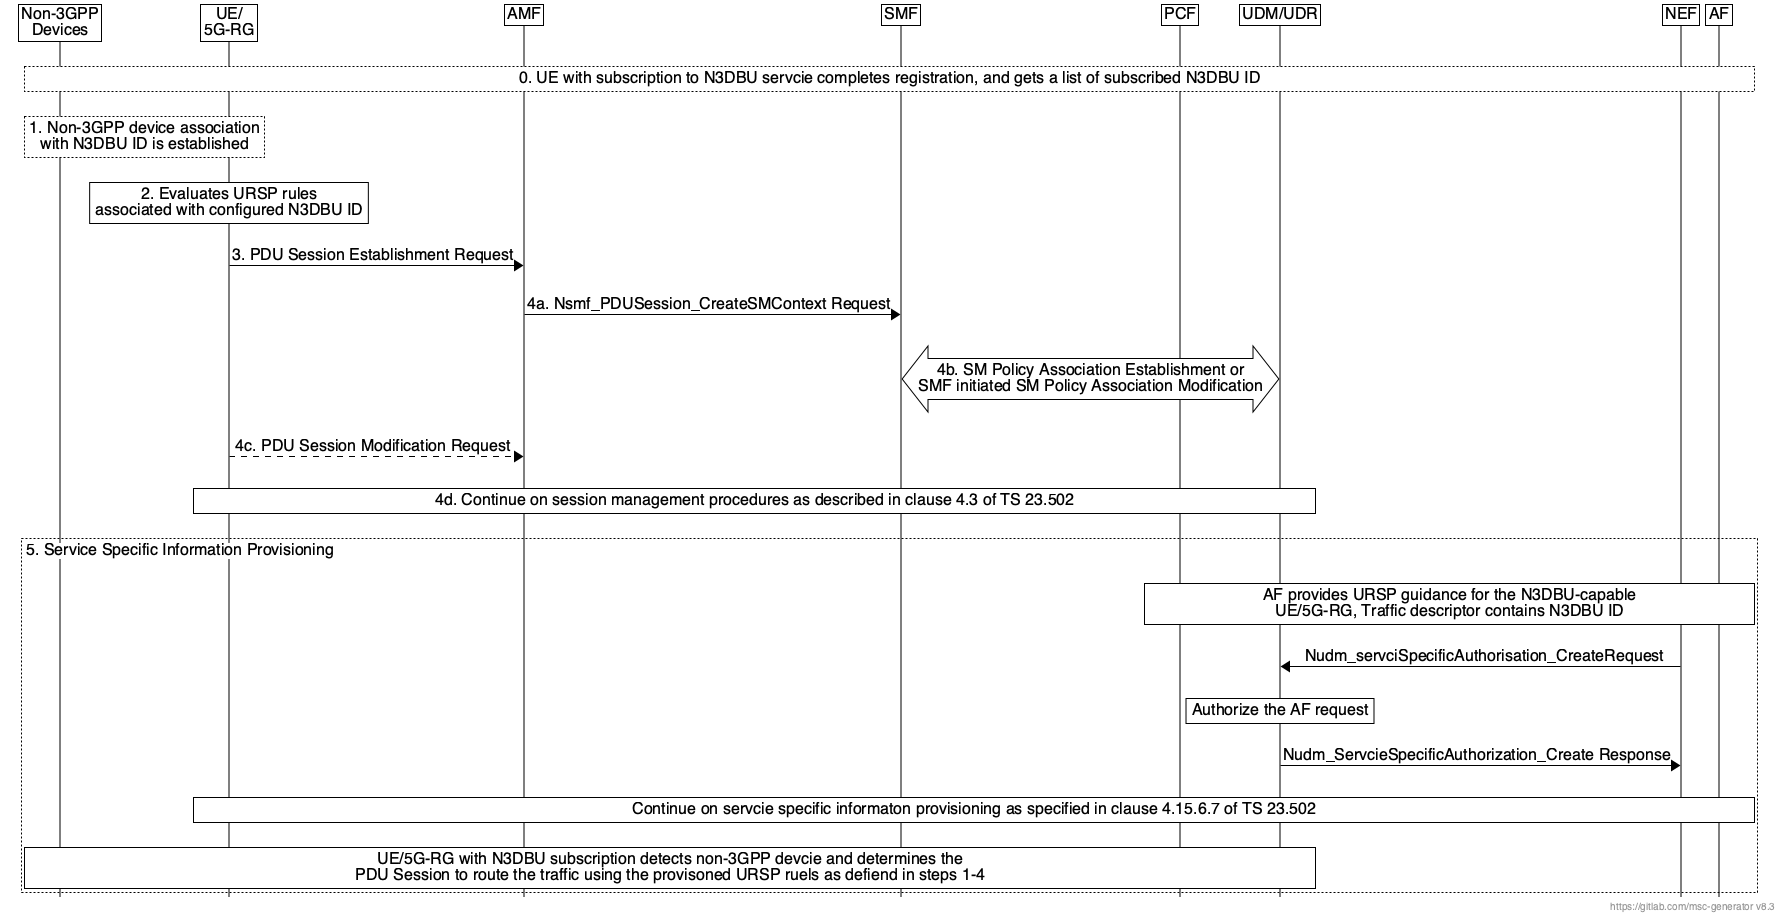 Non-3GPP
Devices
UE/
5G-RG
AMF
SMF
PCF
UDM/UDR
NEF
AF
0. UE with subscription to N3DBU servcie completes registration, and gets a list of subscribed N3DBU ID
1. Non-3GPP device association
with N3DBU ID is established
2. Evaluates URSP rules
associated with configured N3DBU ID
3. PDU Session Establishment Request
4a. Nsmf_PDUSession_CreateSMContext Request
4b. SM Policy Association Establishment or
SMF initiated SM Policy Association Modification
4c. PDU Session Modification Request
4d. Continue on session management procedures as described in clause 4.3 of TS 23.502
5. Service Specific Information Provisioning
AF provides URSP guidance for the N3DBU-capable
UE/5G-RG, Traffic descriptor contains N3DBU ID
Nudm_servciSpecificAuthorisation_CreateRequest
Authorize the AF request
Nudm_ServcieSpecificAuthorization_Create Response
Continue on servcie specific informaton provisioning as specified in clause 4.15.6.7 of TS 23.502
UE/5G-RG with N3DBU subscription detects non-3GPP devcie and determines the
PDU Session to route the traffic using the provisoned URSP ruels as defiend in steps 1-4
https://gitlab.com/msc-generator v8.3